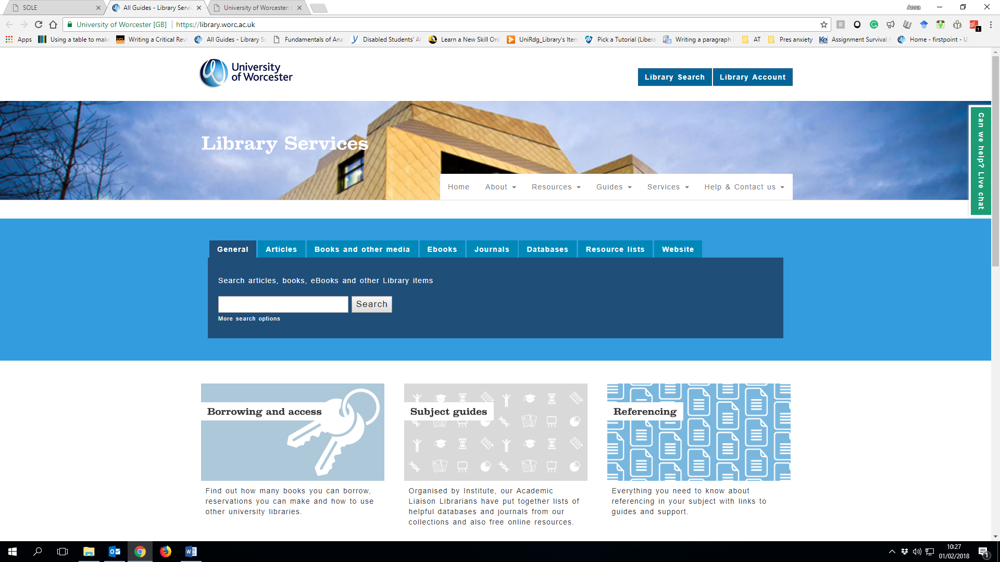 SOLE
All Guides - Library Servi
University of Worcester:
Anna
University of Worcester [GB]
https://library.worc.ac.uk
Apps
Using a table to make
UCL
Writing a Critical Rev
All Guides - Library S
Fundamentals of Ana
Disabled Students' Al
Learn a New Skill Onl
UniRdg_Library's Item
Pick a Tutorial (Libera
Writing a paragraph
AT
Pres anxiety
Ke
Assignment Survival
Home - firstpoint - U
University
of Worcester
Library Search
Library Account
Library Services
Can we help? Live chat
Home
About
Resources
Guides
Services
Help & Contact us
General
Articles
Books and other media
Ebooks
Journals
Databases
Resource lists
Website
Search articles, books, eBooks and other Library items
Search
More search options
Borrowing and access
Subject guides
Referencing
Find out how many books you can borrow,
reservations you can make and how to use
other university libraries.
Organised by Institute, our Academic
Liaison Librarians have put together lists of
helpful databases and journals from our
collections and also free online resources.
Everything you need to know about
referencing in your subject with links to
guides and support.
10:27
01/02/2018
1